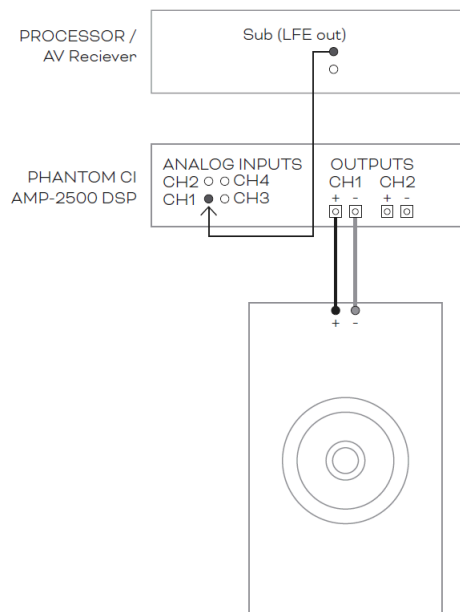 PROCESSOR /
AV Reciever
Sub (LFE out)
PHANTOM CI
AMP-2500 DSP
ANALOG INPUTS
CH2 CH4
CH1 CH3
OUTPUTS
CH1 CH2
+ - + -
+ -